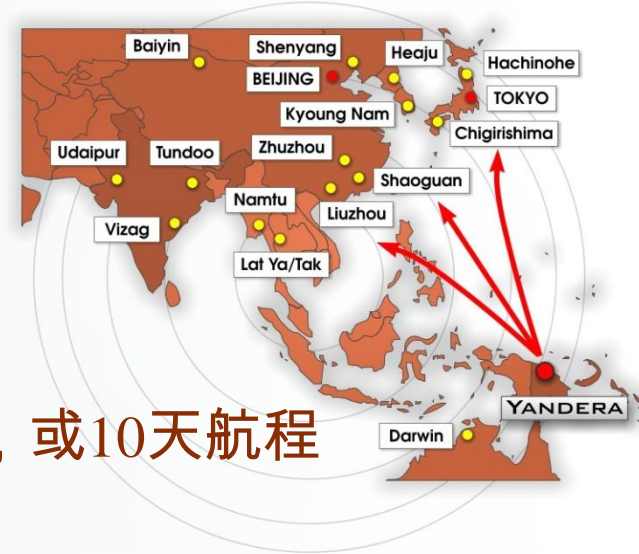 Baiyin
Shenyang
Heaju
Hachinohe
BEIJING
TOKYO
Kyoung Nam
Chigirishima
Udaipur
Tundoo
Zhuzhou
Shaoguan
Namtu
Liuzhou
Vizag
Lat Ya/Tak
YANDERA
，或10天航程
Darwin